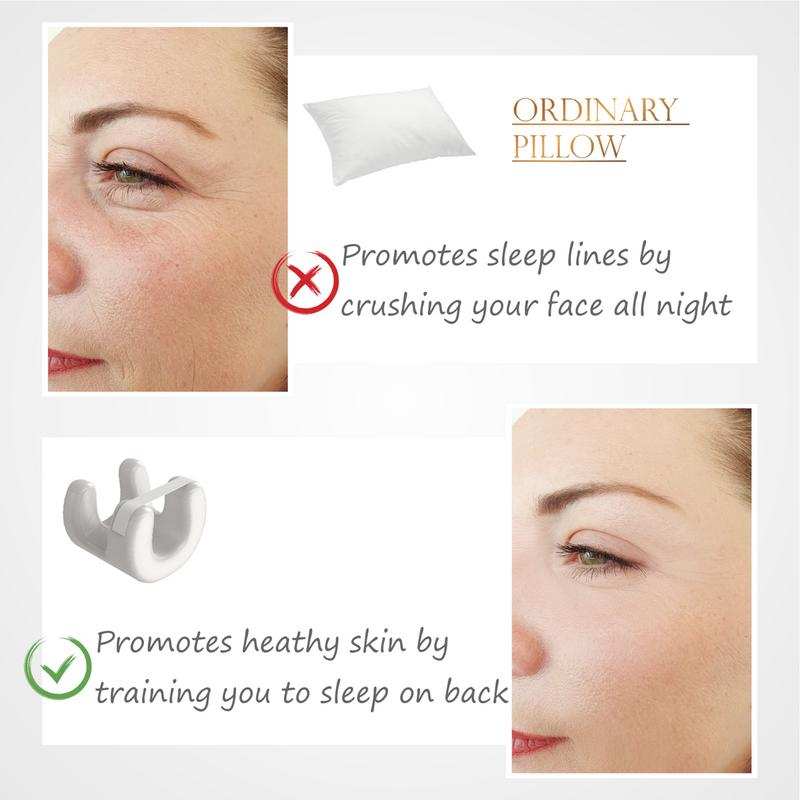 ORDINARY
PILLOW
Promotes sleep lines by
crushing your face all night
Promotes heathy skin by
training you to sleep on back